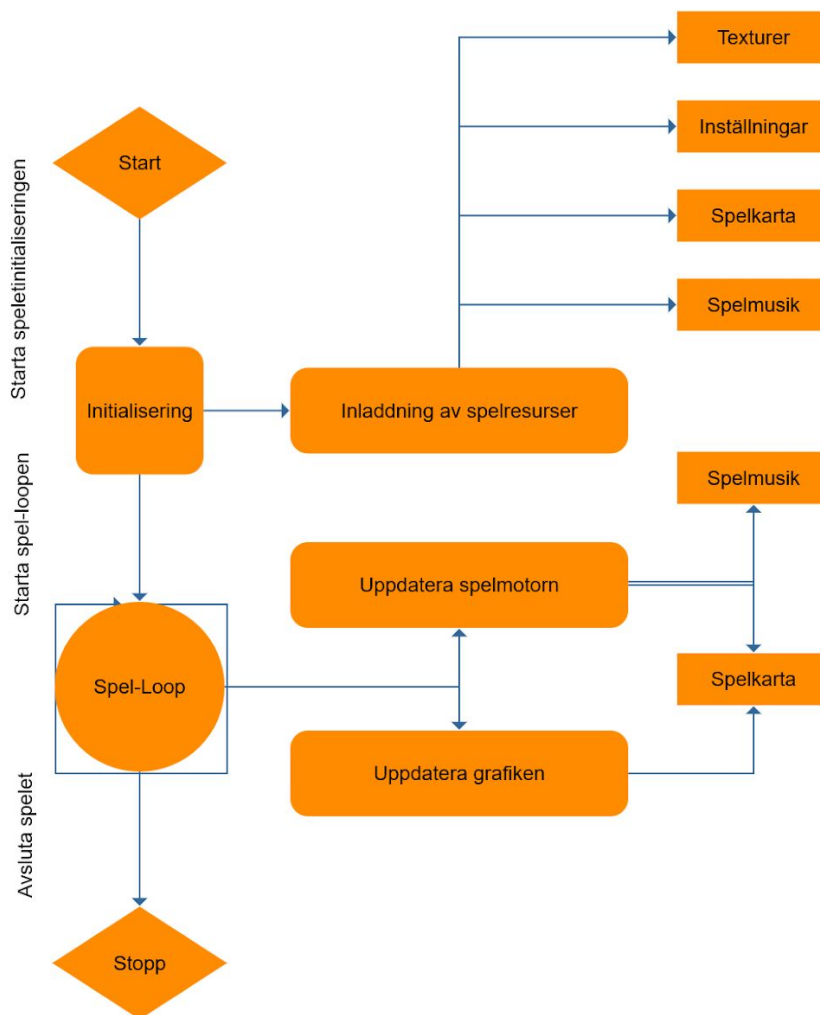 Texturer
Start
Inställningar
Starta speletinitialiseringen
Spelkarta
Spelmusik
Initialisering
Inladdning av spelresurser
Spelmusik
Starta spel-loopen
Uppdatera spelmotorn
Spel-Loop
Spelkarta
Uppdatera grafiken
Avsluta spelet
Stopp